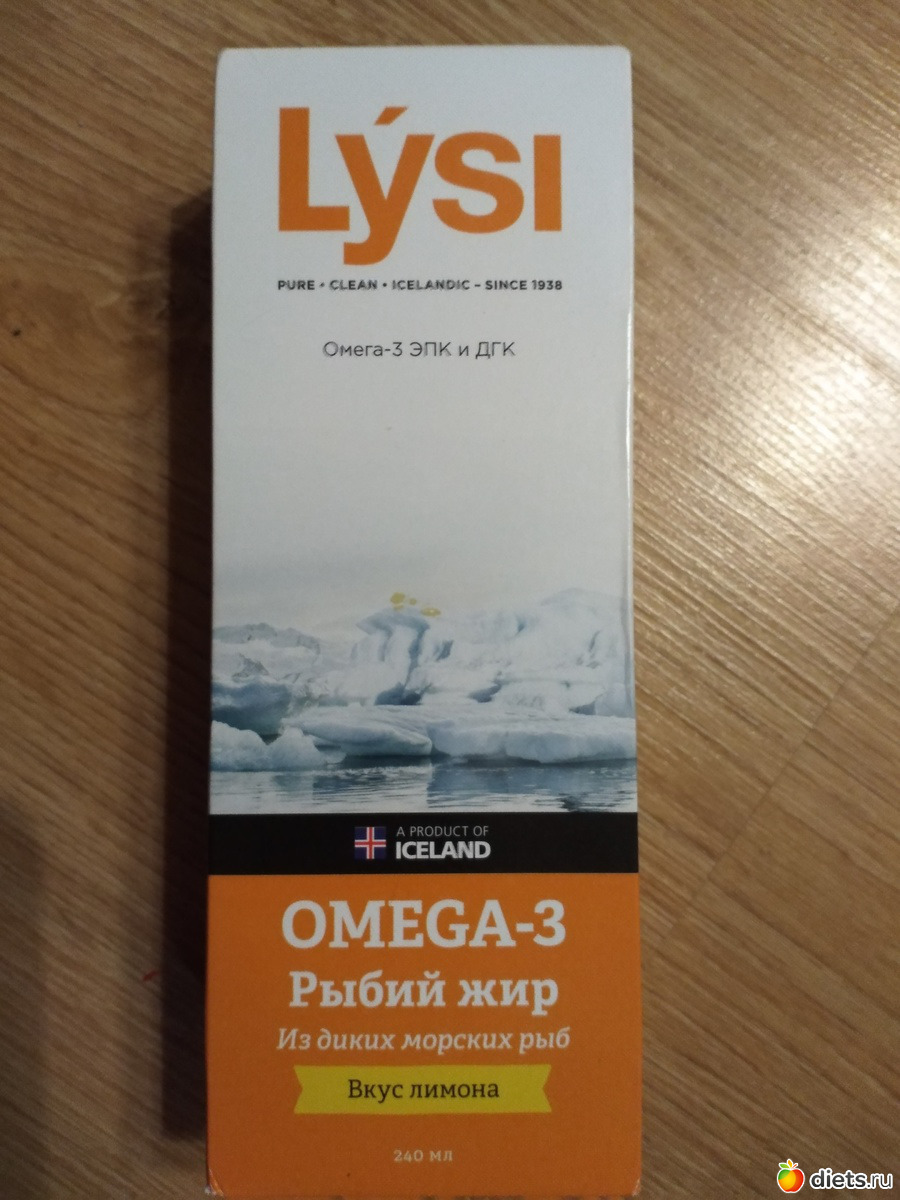 Lýsi
PURE • CLEAN • ICELANDIC – SINCE 1938
Омега-3 ЭПК и ДГК
A PRODUCT OF
ICELAND
OMEGA-3
Рыбий жир
Из диких морских рыб
Вкус лимона
240 мл
diets.ru